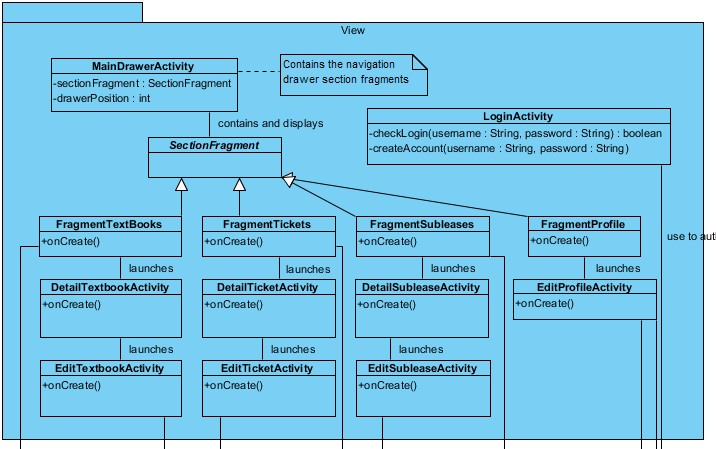 View
MainDrawerActivity
-sectionFragment : SectionFragment
-drawerPosition : int
Contains the navigation
drawer section fragments
contains and displays
LoginActivity
-checkLogin(username : String, password : String) : boolean
-createAccount(username : String, password : String)
SectionFragment
FragmentTextBooks
+onCreate()
FragmentTickets
+onCreate()
FragmentSubleases
+onCreate()
FragmentProfile
+onCreate()
use to aut
launches
launches
launches
launches
DetailTextbookActivity
+onCreate()
DetailTicketActivity
+onCreate()
DetailSubleaseActivity
+onCreate()
EditProfileActivity
+onCreate()
launches
launches
launches
EditTextbookActivity
+onCreate()
EditTicketActivity
+onCreate()
EditSubleaseActivity
+onCreate()